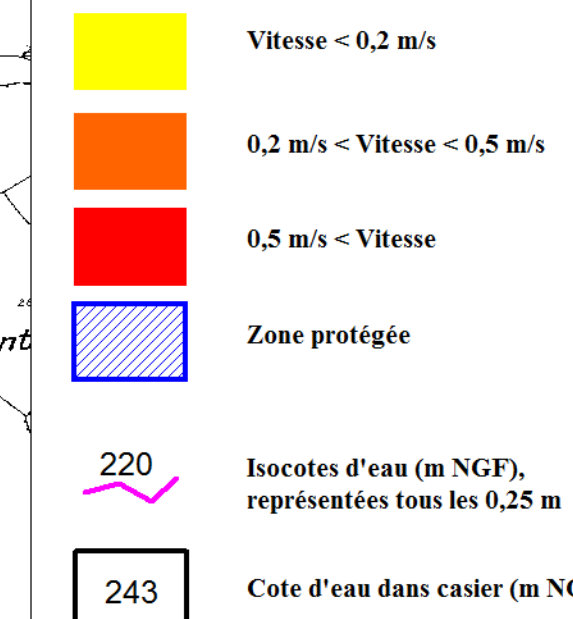 Vitesse < 0,2 m/s
0,2 m/s < Vitesse < 0,5 m/s
0,5 m/s < Vitesse
Zone protégée
220
Isocotes d'eau (m NGF),
représentées tous les 0,25 m
243
Cote d'eau dans casier (m